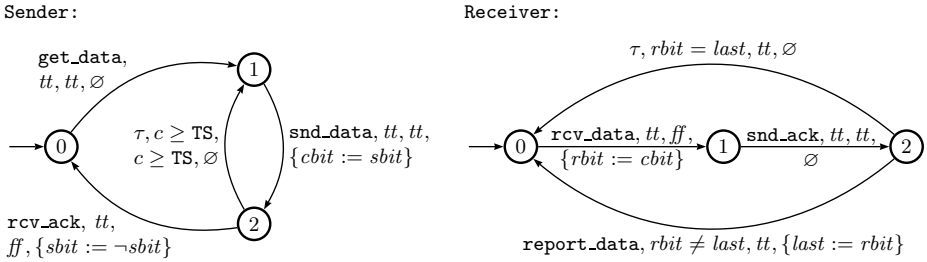 Sender:
Receiver:
get_data,
tt, tt, ∅
0
1
2
τ, c ≥ TS,
c ≥ TS, ∅
snd_data, tt, tt,
{cbit := sbit}
rcv_ack, tt,
ff, {sbit := ¬sbit}
τ, rbit = last, tt, ∅
0
rcv_data, tt, ff,
{rbit := cbit}
1
snd_ack, tt, tt,
∅
2
report_data, rbit ≠ last, tt, {last := rbit}